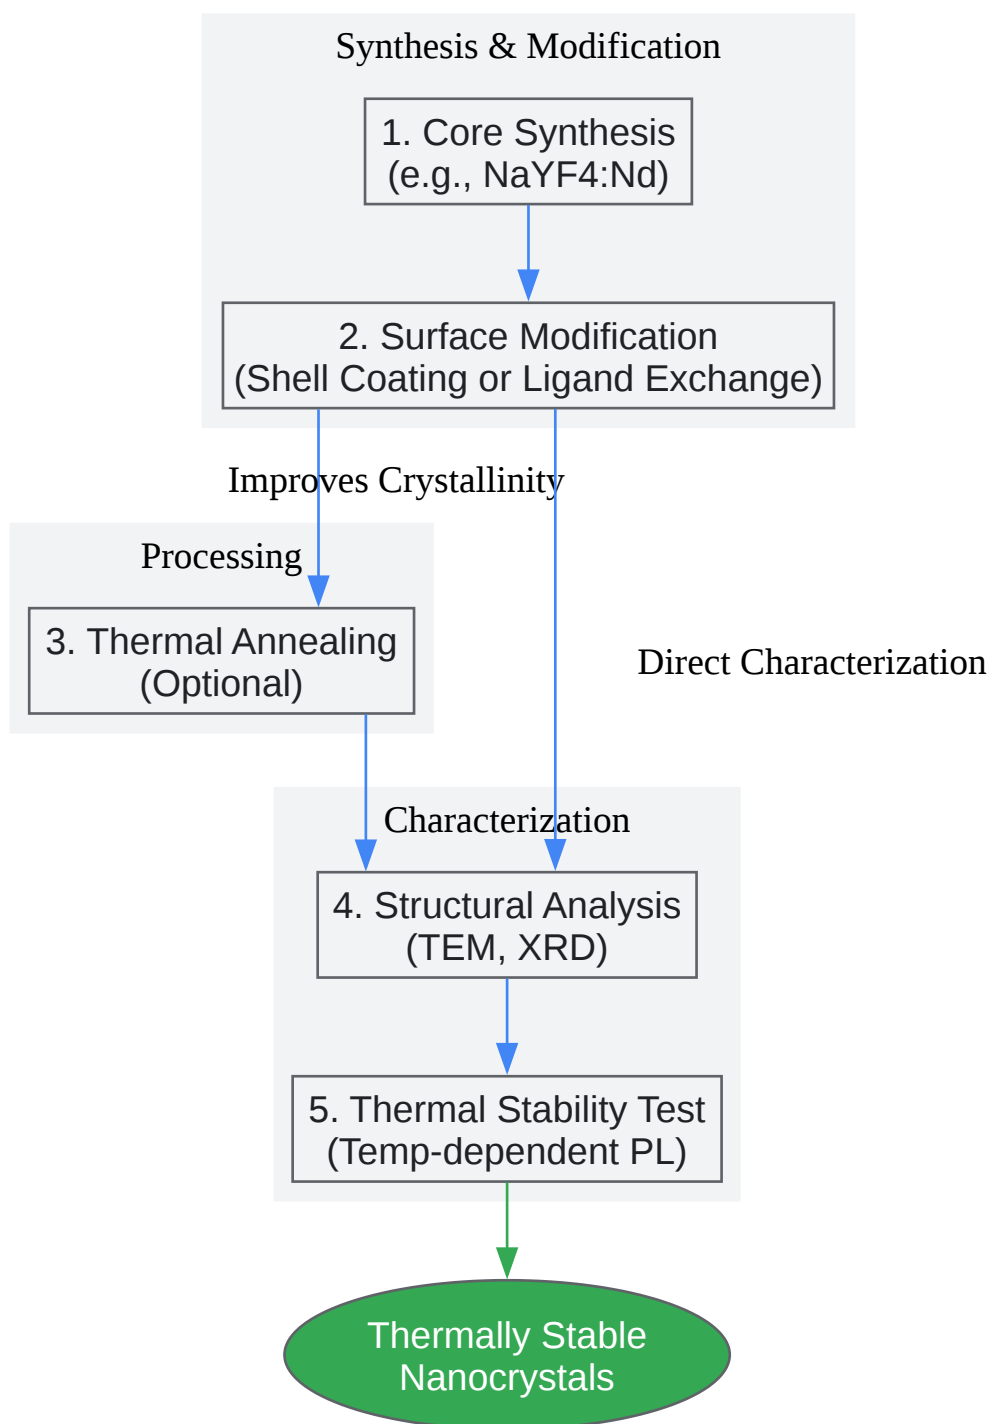 Synthesis & Modification
1. Core Synthesis
(e.g., NaYF4:Nd)
2. Surface Modification
(Shell Coating or Ligand Exchange)
Improves Crystallinity
Processing
3. Thermal Annealing
(Optional)
Direct Characterization
Characterization
4. Structural Analysis
(TEM, XRD)
5. Thermal Stability Test
(Temp-dependent PL)
Thermally Stable
Nanocrystals